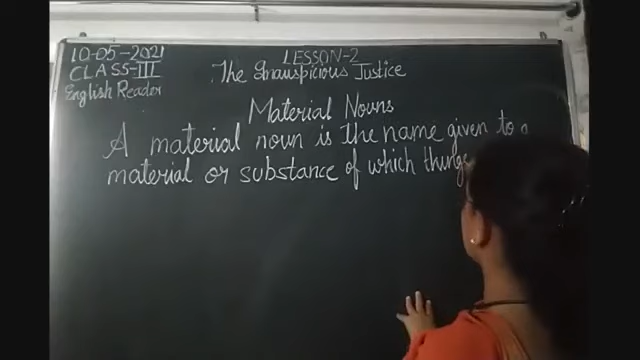 10-05-2021
CLASS-III
English Reader
LESSON-2
The Inauspicious Justice
Material Nouns
A material noun is the name given to a
material or substance of which things